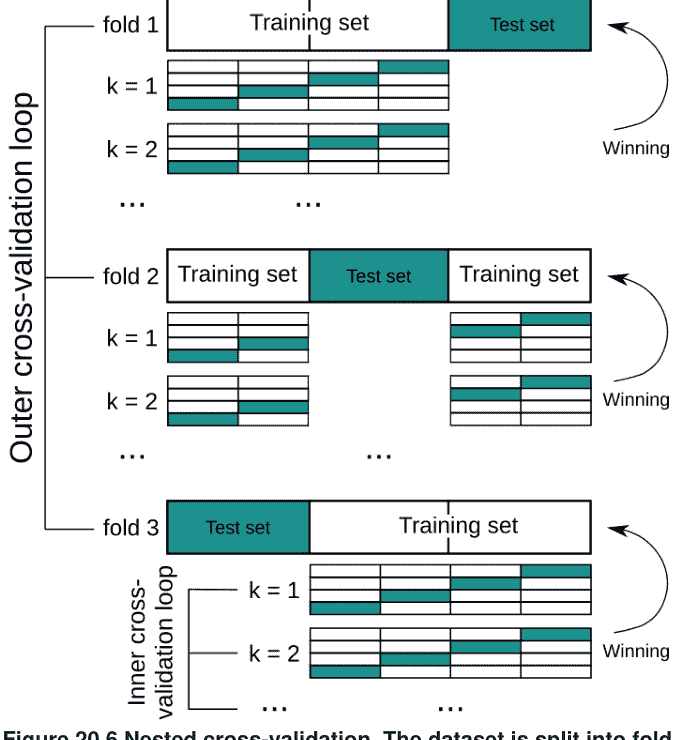 Outer cross-validation loop
fold 1
Training set
Test set
k = 1
k = 2
Winning
... ...
fold 2
Training set
Test set
Training set
k = 1
k = 2
Winning
... ...
fold 3
Test set
Training set
Inner cross-
validation loop
k = 1
k = 2
Winning
... ...
Figure 20.6 Nested cross-validation. The dataset is split into fold